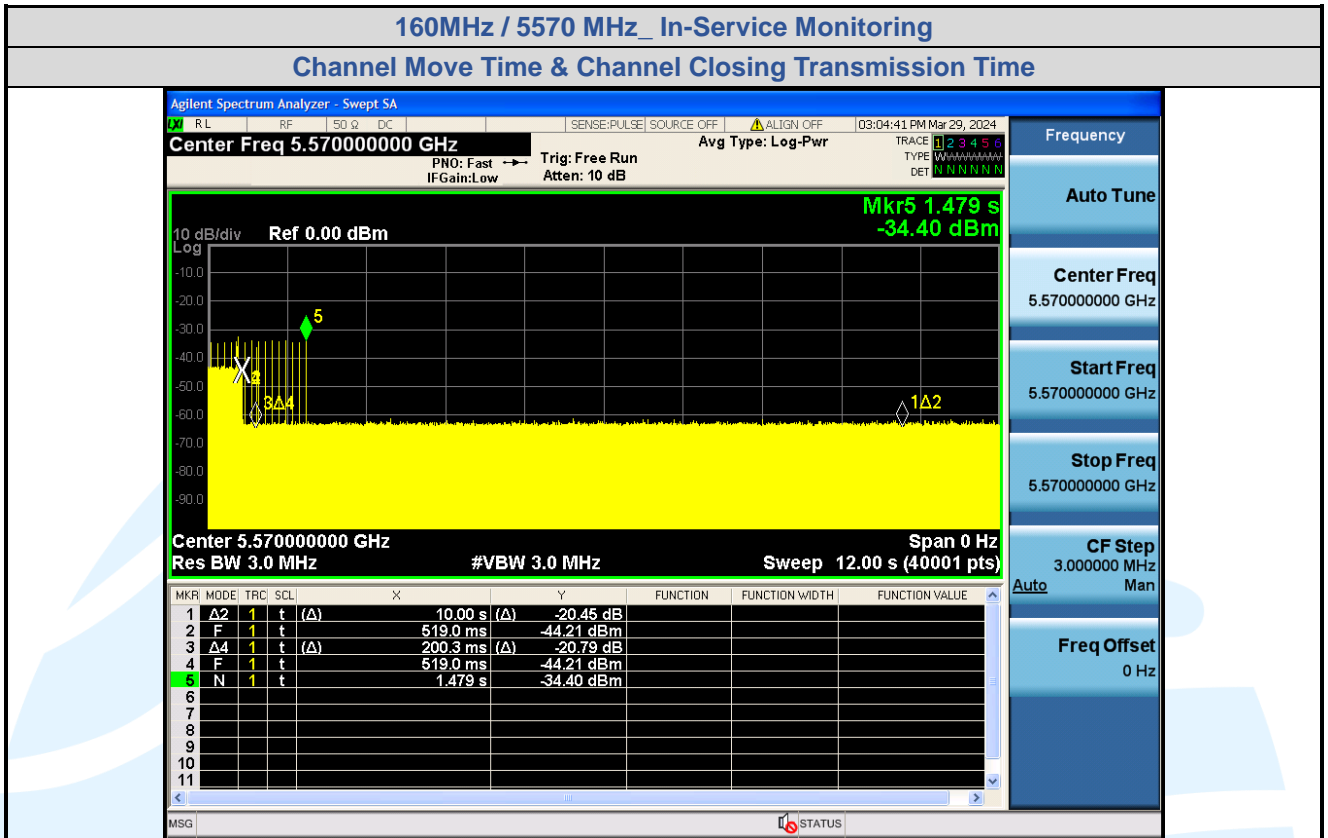 160MHz / 5570 MHz_ In-Service Monitoring
Channel Move Time & Channel Closing Transmission Time
Agilent Spectrum Analyzer - Swept SA
LXI RL RF 50 Ω DC SENSE:PULSE SOURCE OFF ALIGN OFF 03:04:41 PM Mar 29, 2024
Center Freq 5.570000000 GHz
PNO: Fast
IFGain:Low
Trig: Free Run
Atten: 10 dB
Avg Type: Log-Pwr
TRACE 1 2 3 4 5 6
TYPE WWWWWW
DET N N N N N N
Mkr5 1.479 s
-34.40 dBm
10 dB/div Ref 0.00 dBm
Log
-10.0
-20.0
-30.0
-40.0
-50.0
-60.0
-70.0
-80.0
-90.0
5
3Δ4
1Δ2
Center 5.570000000 GHz Span 0 Hz
Res BW 3.0 MHz #VBW 3.0 MHz Sweep 12.00 s (40001 pts)
MKR MODE TRC SCL X Y FUNCTION FUNCTION WIDTH FUNCTION VALUE
1 Δ2 1 t (Δ) 10.00 s (Δ) -20.45 dB
2 F 1 t 519.0 ms -44.21 dBm
3 Δ4 1 t (Δ) 200.3 ms (Δ) -20.79 dB
4 F 1 t 519.0 ms -44.21 dBm
5 N 1 t 1.479 s -34.40 dBm
6
7
8
9
10
11
MSG STATUS
Frequency
Auto Tune
Center Freq
5.570000000 GHz
Start Freq
5.570000000 GHz
Stop Freq
5.570000000 GHz
CF Step
3.000000 MHz
Auto Man
Freq Offset
0 Hz